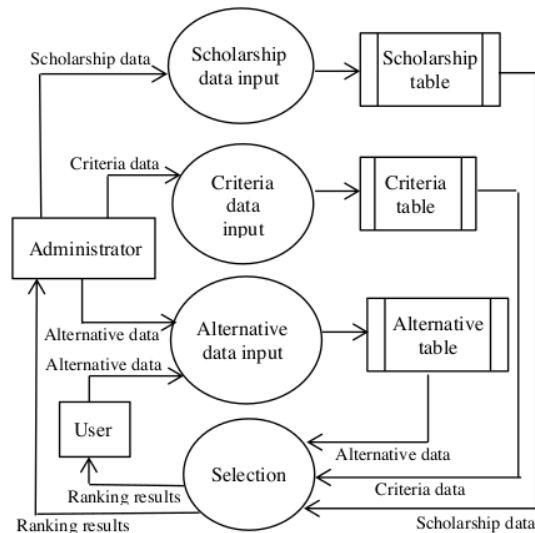 Scholarship data
Scholarship
data input
Scholarship
table
Criteria data
Criteria
data
input
Criteria
table
Administrator
Alternative data
Alternative data
Alternative
data input
Alternative
table
User
Selection
Alternative data
Ranking results
Criteria data
Ranking results
Scholarship data